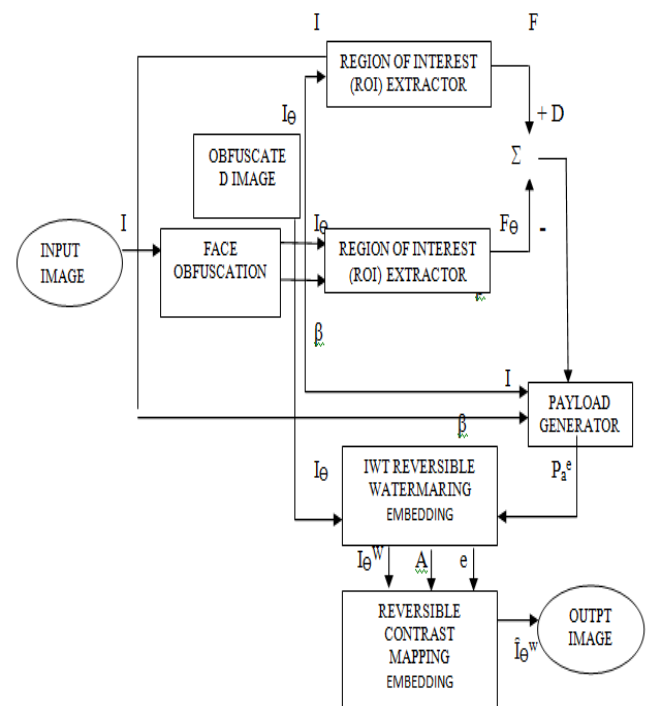 I
F
REGION OF INTEREST
(ROI) EXTRACTOR
Iθ
+ D
OBFUSCATE
D IMAGE
Σ
I
Iθ
Fθ
-
INPUT
IMAGE
FACE
OBFUSCATION
REGION OF INTEREST
(ROI) EXTRACTOR
β
I
PAYLOAD
GENERATOR
β
Iθ
IWT REVERSIBLE
WATERMARING
EMBEDDING
Pₐᵉ
Iθᵂ
A
e
REVERSIBLE
CONTRAST
MAPPING
EMBEDDING
OUTPT
IMAGE
Îθʷ